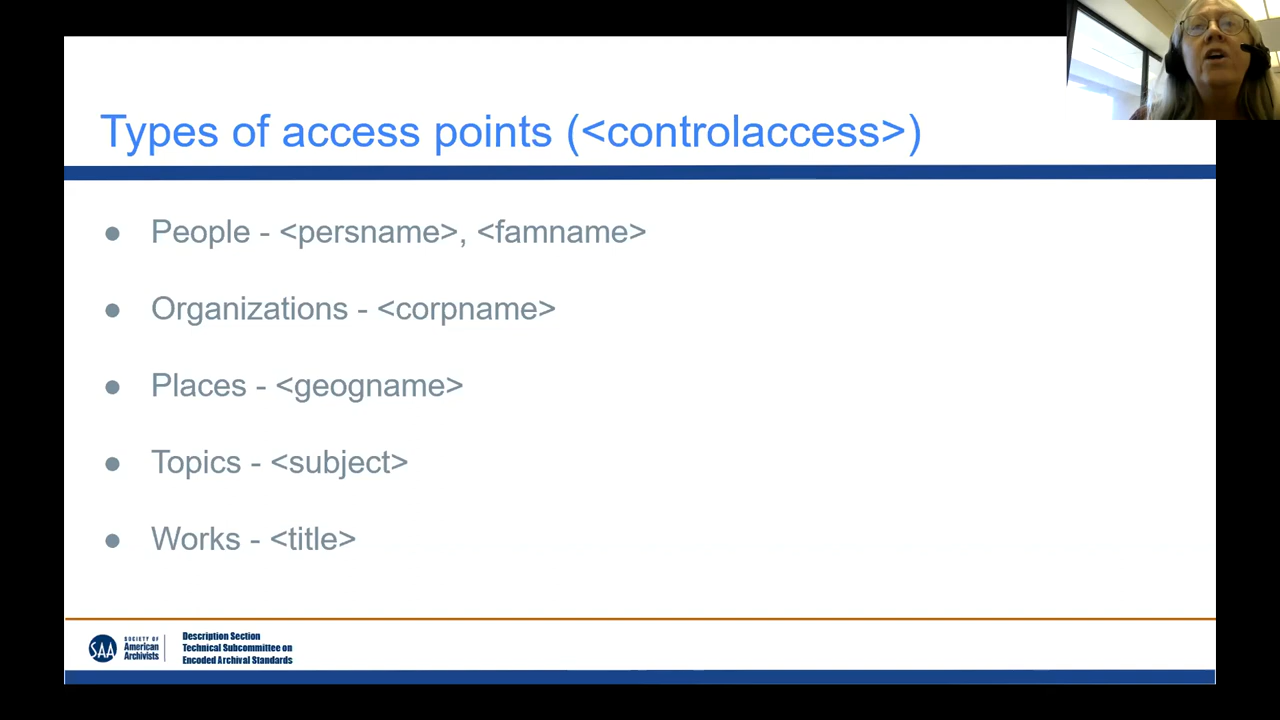 Types of access points (<controlaccess>)
● People - <persname>, <famname>
● Organizations - <corpname>
● Places - <geogname>
● Topics - <subject>
● Works - <title>
SAA
SOCIETY OF
American
Archivists
Description Section
Technical Subcommittee on
Encoded Archival Standards